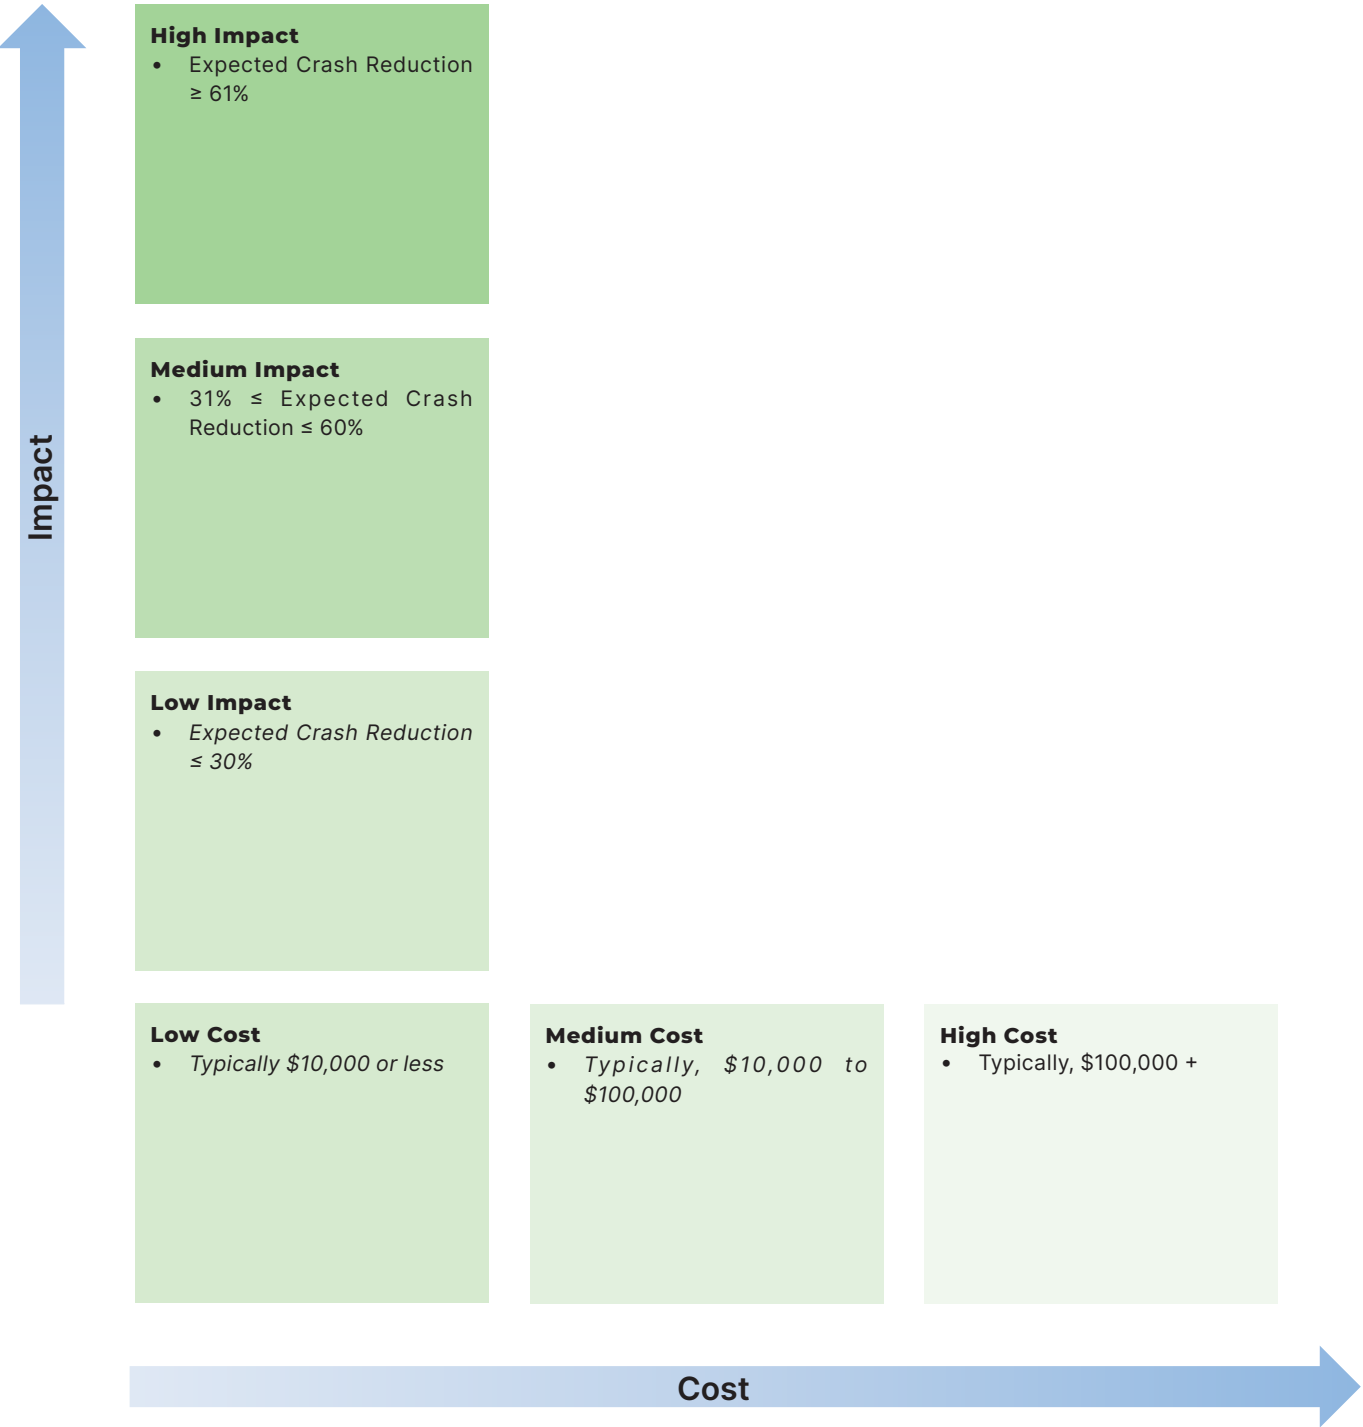 High Impact
• Expected Crash Reduction
≥ 61%
Medium Impact
• 31% ≤ Expected Crash
Reduction ≤ 60%
Impact
Low Impact
• Expected Crash Reduction
≤ 30%
Low Cost
• Typically $10,000 or less
Medium Cost
• Typically, $10,000 to
$100,000
High Cost
• Typically, $100,000 +
Cost